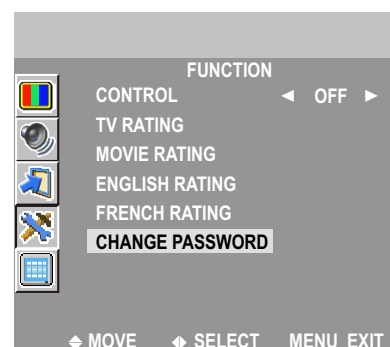 FUNCTION
CONTROL ◄ OFF ►
TV RATING
MOVIE RATING
ENGLISH RATING
FRENCH RATING
CHANGE PASSWORD
MOVE SELECT MENU EXIT